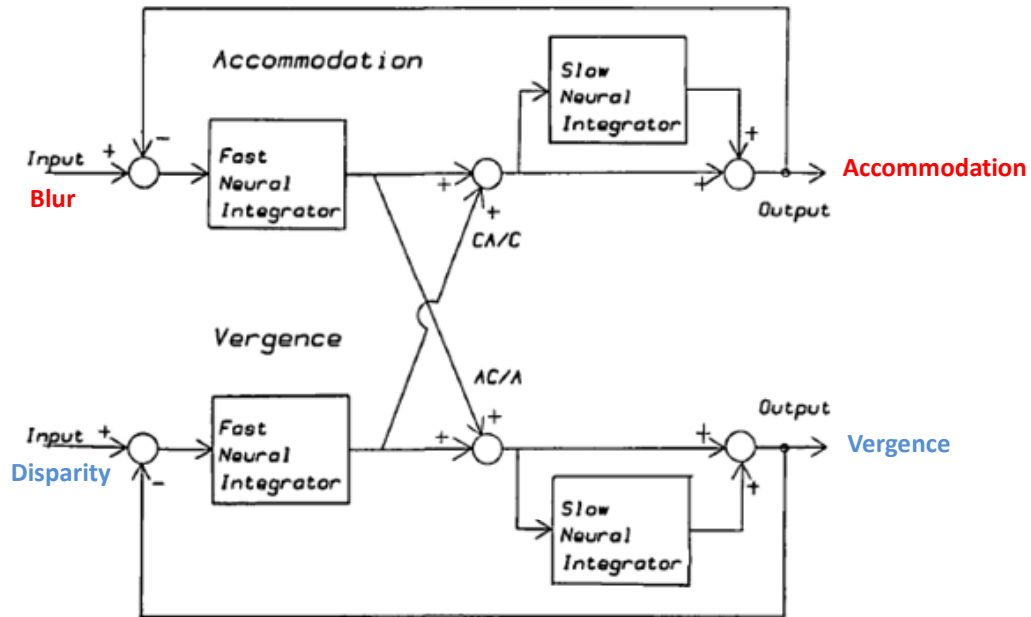 Accommodation
Slow
Neural
Integrator
+
-
+
Input
Blur
Fast
Neural
Integrator
+
+
CA/C
+
Accommodation
Output
Vergence
AC/A
+
Input
Disparity
+
-
Fast
Neural
Integrator
+
+
+
Output
Vergence
Slow
Neural
Integrator